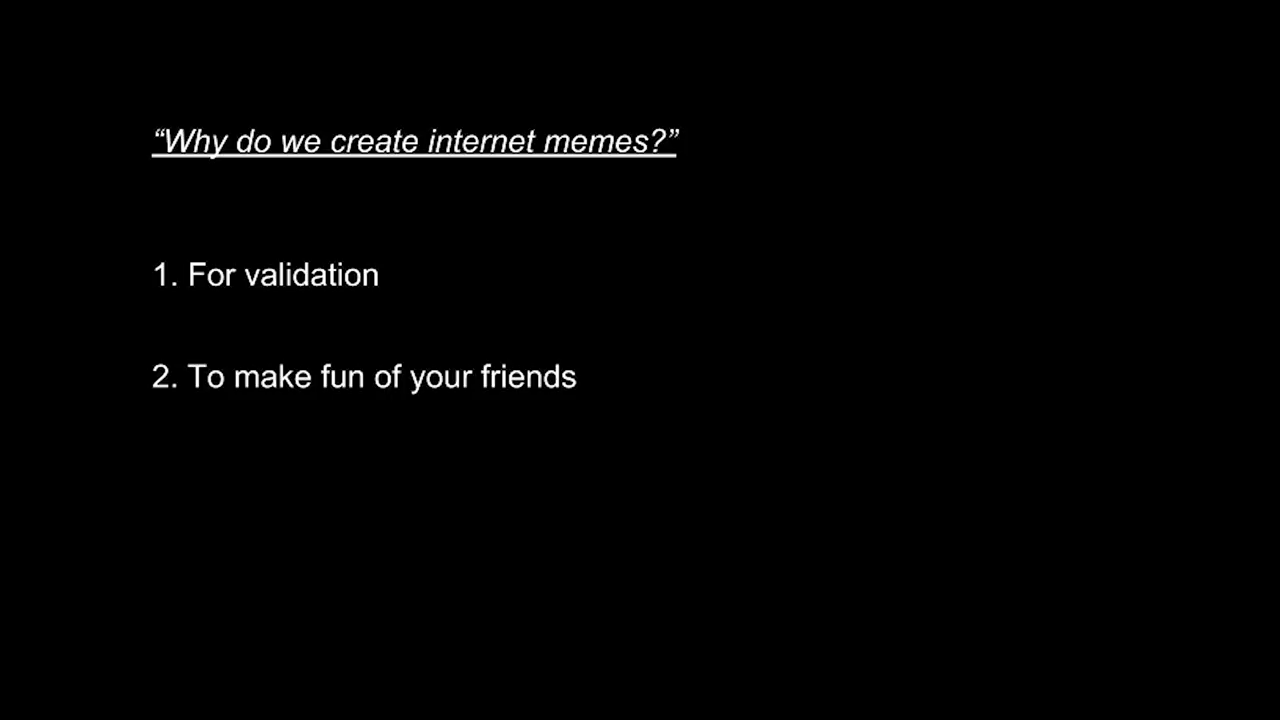 “Why do we create internet memes?”
1. For validation
2. To make fun of your friends